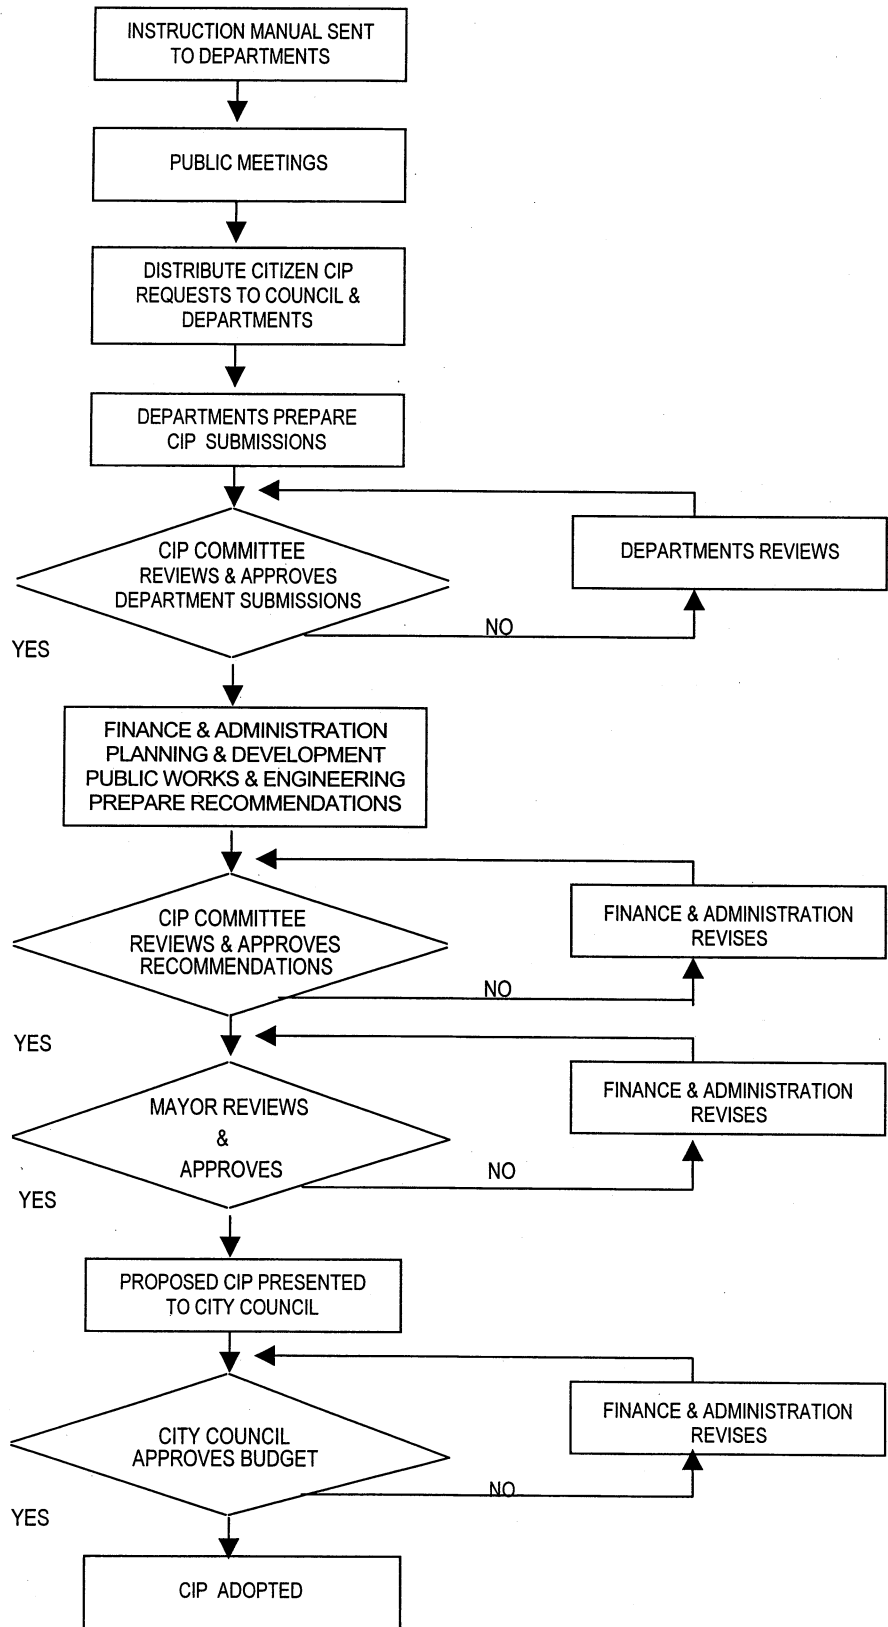 INSTRUCTION MANUAL SENT
TO DEPARTMENTS
PUBLIC MEETINGS
DISTRIBUTE CITIZEN CIP
REQUESTS TO COUNCIL &
DEPARTMENTS
DEPARTMENTS PREPARE
CIP SUBMISSIONS
CIP COMMITTEE
REVIEWS & APPROVES
DEPARTMENT SUBMISSIONS
DEPARTMENTS REVIEWS
NO
YES
FINANCE & ADMINISTRATION
PLANNING & DEVELOPMENT
PUBLIC WORKS & ENGINEERING
PREPARE RECOMMENDATIONS
CIP COMMITTEE
REVIEWS & APPROVES
RECOMMENDATIONS
FINANCE & ADMINISTRATION
REVISES
NO
YES
MAYOR REVIEWS
&
APPROVES
FINANCE & ADMINISTRATION
REVISES
NO
YES
PROPOSED CIP PRESENTED
TO CITY COUNCIL
CITY COUNCIL
APPROVES BUDGET
FINANCE & ADMINISTRATION
REVISES
NO
YES
CIP ADOPTED